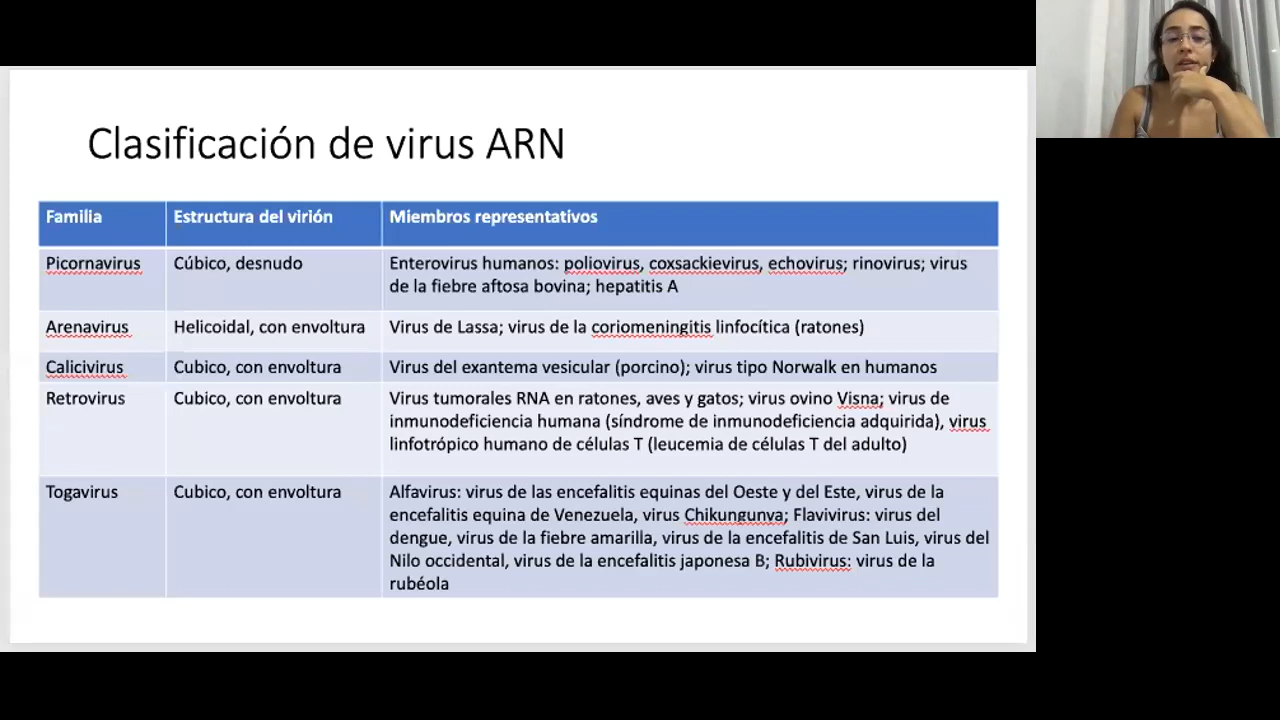 Clasificación de virus ARN
Familia
Estructura del virión
Miembros representativos
Picornavirus
Cúbico, desnudo
Enterovirus humanos: poliovirus, coxsackievirus, echovirus; rinovirus; virus
de la fiebre aftosa bovina; hepatitis A
Arenavirus
Helicoidal, con envoltura
Virus de Lassa; virus de la coriomeningitis linfocítica (ratones)
Calicivirus
Cubico, con envoltura
Virus del exantema vesicular (porcino); virus tipo Norwalk en humanos
Retrovirus
Cubico, con envoltura
Virus tumorales RNA en ratones, aves y gatos; virus ovino Visna; virus de
inmunodeficiencia humana (síndrome de inmunodeficiencia adquirida), virus
linfotrópico humano de células T (leucemia de células T del adulto)
Togavirus
Cubico, con envoltura
Alfavirus: virus de las encefalitis equinas del Oeste y del Este, virus de la
encefalitis equina de Venezuela, virus Chikungunya; Flavivirus: virus del
dengue, virus de la fiebre amarilla, virus de la encefalitis de San Luis, virus del
Nilo occidental, virus de la encefalitis japonesa B; Rubivirus: virus de la
rubéola